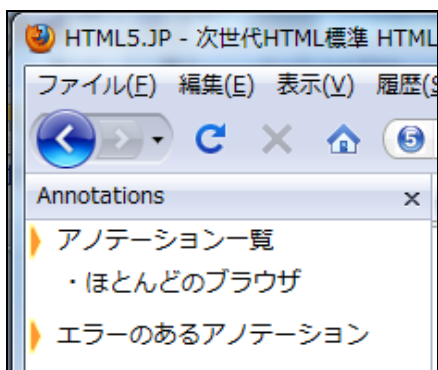 HTML5.JP - 次世代HTML標準 HTML
ファイル(F) 編集(E) 表示(V) 履歴(S
5
Annotations ×
アノテーション一覧
・ほとんどのブラウザ
エラーのあるアノテーション